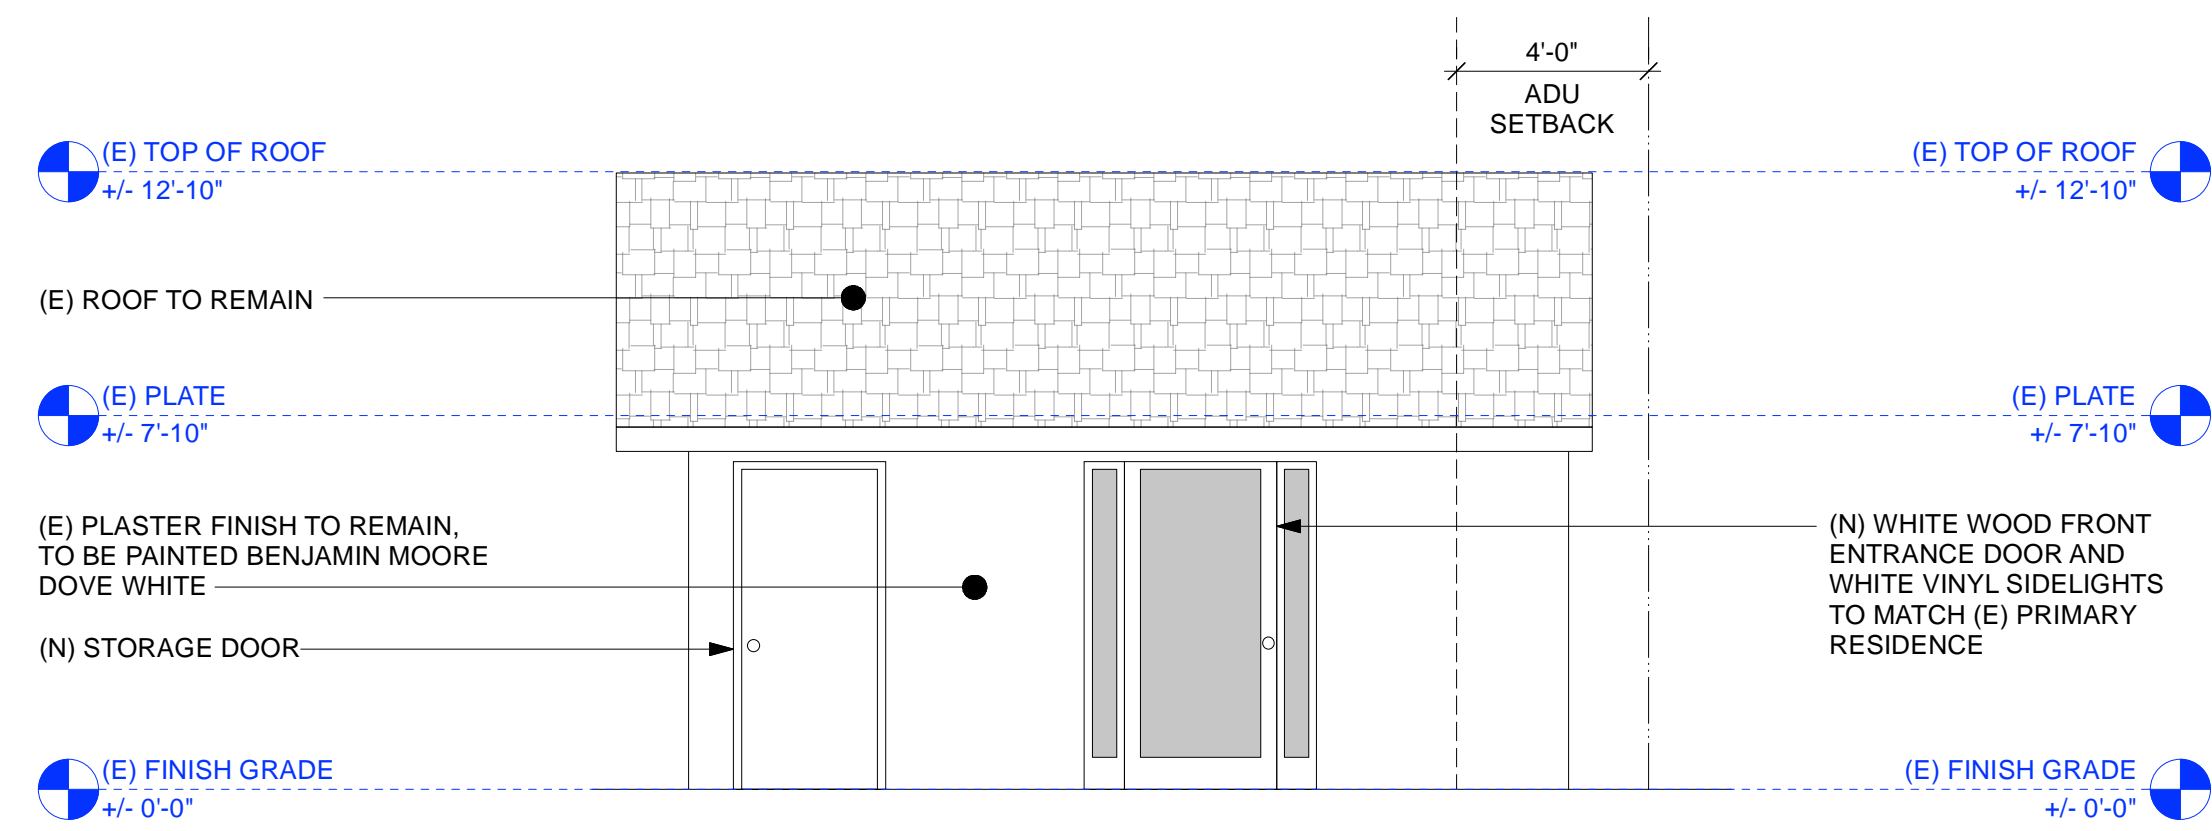 4'-0"
ADU
SETBACK
(E) TOP OF ROOF
+/- 12'-10"
(E) TOP OF ROOF
+/- 12'-10"
(E) ROOF TO REMAIN
(E) PLATE
+/- 7'-10"
(E) PLATE
+/- 7'-10"
(E) PLASTER FINISH TO REMAIN,
TO BE PAINTED BENJAMIN MOORE
DOVE WHITE
(N) STORAGE DOOR
(N) WHITE WOOD FRONT
ENTRANCE DOOR AND
WHITE VINYL SIDELIGHTS
TO MATCH (E) PRIMARY
RESIDENCE
(E) FINISH GRADE
+/- 0'-0"
(E) FINISH GRADE
+/- 0'-0"